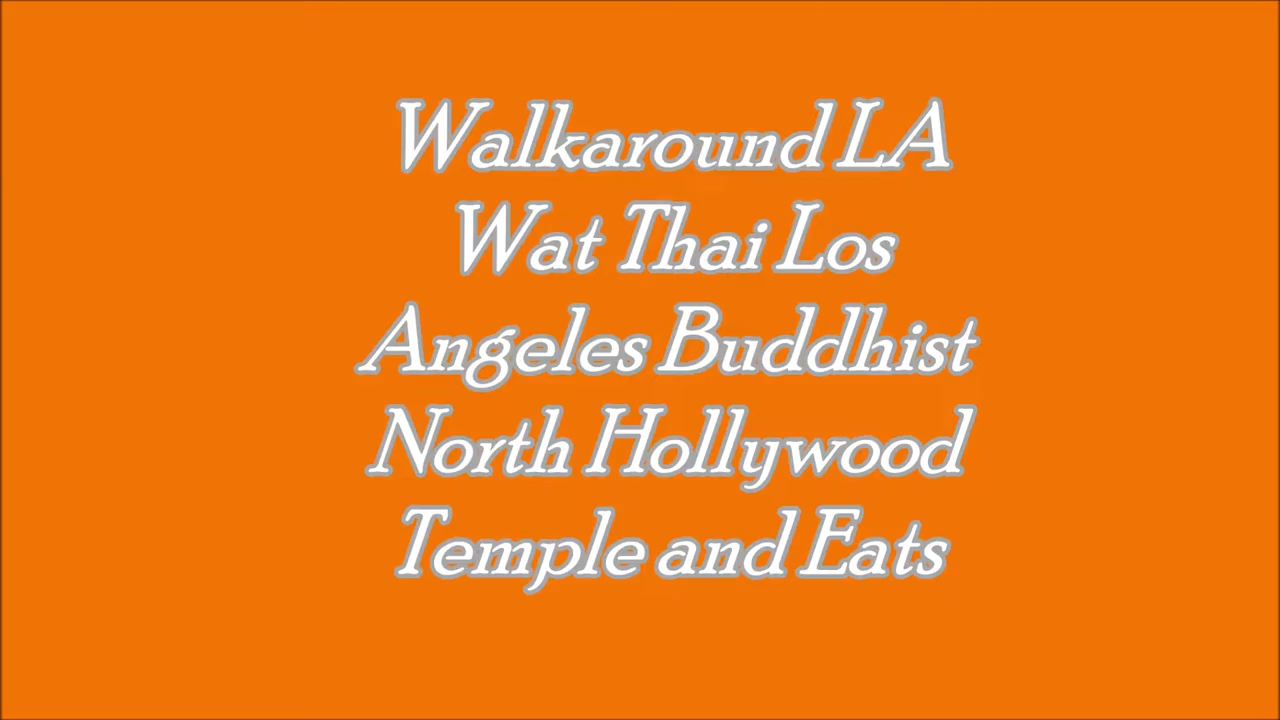 Walkaround LA
Wat Thai Los
Angeles Buddhist
North Hollywood
Temple and Eats